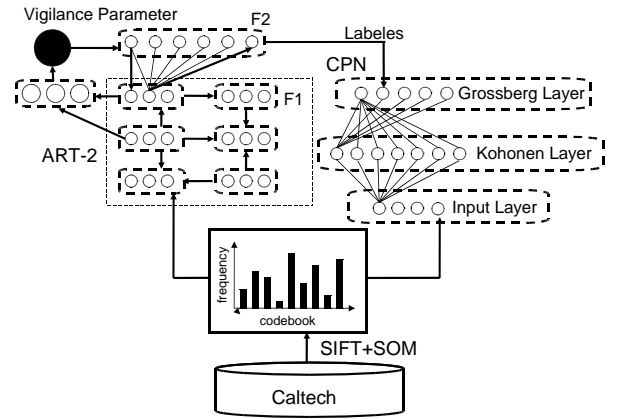 Vigilance Parameter
F2
Labeles
CPN
Grossberg Layer
F1
ART-2
Kohonen Layer
Input Layer
frequency
codebook
SIFT+SOM
Caltech